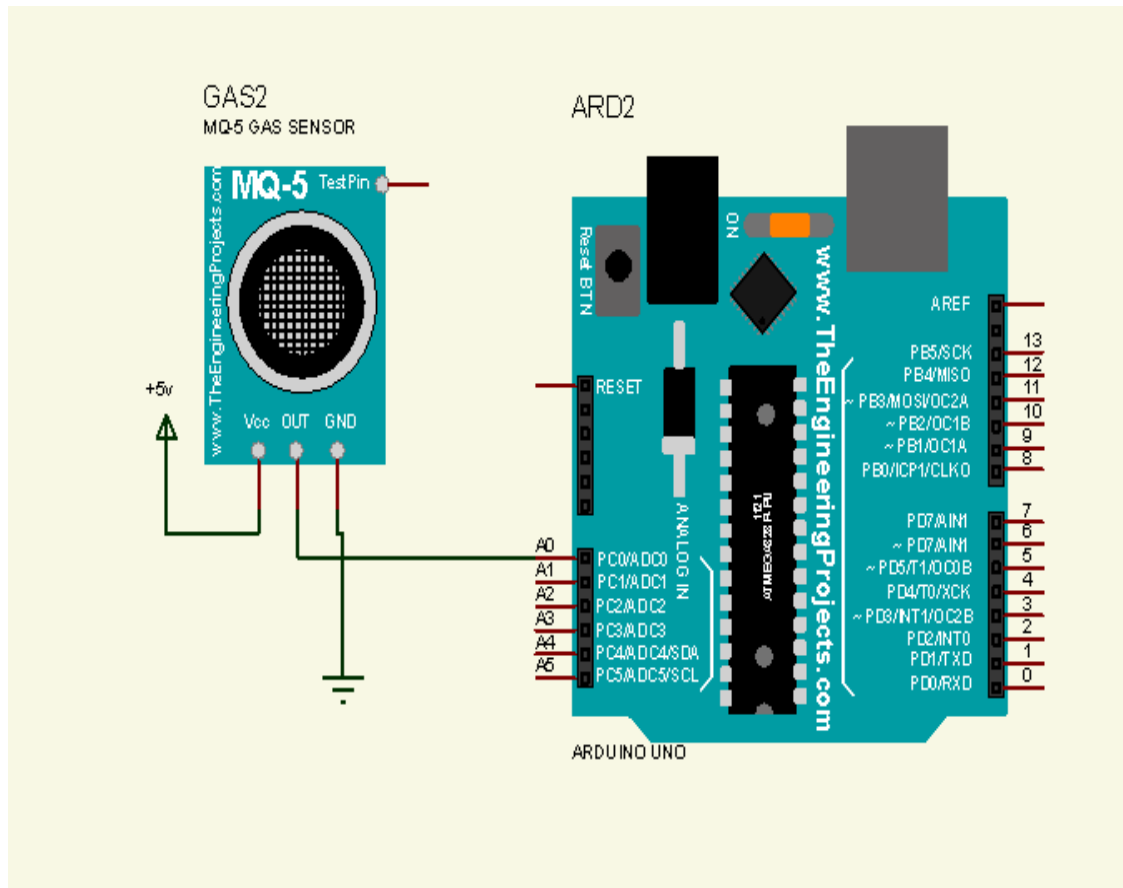 GAS2
MQ-5 GAS SENSOR
MQ-5
TestPin
www.TheEngineeringProjects.com
+5v
Vcc OUT GND
ARD2
Reset BTN
ON
www.TheEngineeringProjects.com
RESET
ANALOG IN
1121
A0 PC0/ADC0
A1 PC1/ADC1
A2 PC2/ADC2
A3 PC3/ADC3
A4 PC4/ADC4/SDA
A5 PC5/ADC5/SCL
AREF
PB5/SCK 13
PB4/MISO 12
~ PB3/MOSI/OC2A 11
~ PB2/OC1B 10
~ PB1/OC1A 9
PB0/ICP1/CLKO 8
PD7/AIN1 7
~ PD7/AIN1 6
~ PD5/T1/OC0B 5
PD4/T0/XCK 4
~ PD3/INT1/OC2B 3
PD2/INT0 2
PD1/TXD 1
PD0/RXD 0
ARDUINO UNO